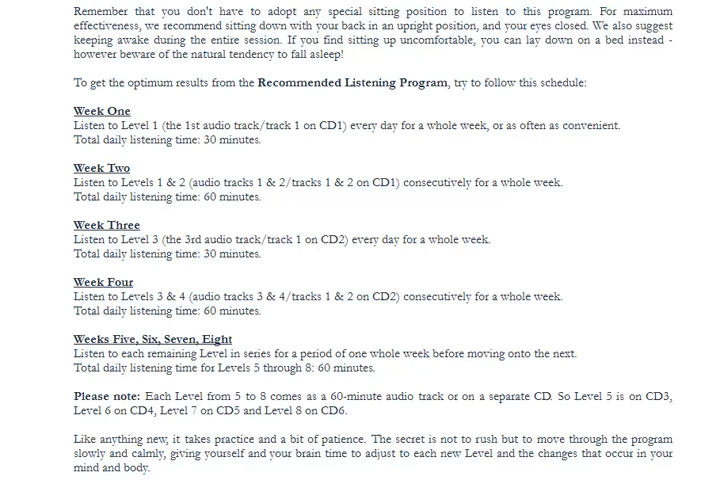 Remember that you don't have to adopt any special sitting position to listen to this program. For maximum
effectiveness, we recommend sitting down with your back in an upright position, and your eyes closed. We also suggest
keeping awake during the entire session. If you find sitting up uncomfortable, you can lay down on a bed instead -
however beware of the natural tendency to fall asleep!
To get the optimum results from the Recommended Listening Program, try to follow this schedule:
Week One
Listen to Level 1 (the 1st audio track/track 1 on CD1) every day for a whole week, or as often as convenient.
Total daily listening time: 30 minutes.
Week Two
Listen to Levels 1 & 2 (audio tracks 1 & 2/tracks 1 & 2 on CD1) consecutively for a whole week.
Total daily listening time: 60 minutes.
Week Three
Listen to Level 3 (the 3rd audio track/track 1 on CD2) every day for a whole week.
Total daily listening time: 30 minutes.
Week Four
Listen to Levels 3 & 4 (audio tracks 3 & 4/tracks 1 & 2 on CD2) consecutively for a whole week.
Total daily listening time: 60 minutes.
Weeks Five, Six, Seven, Eight
Listen to each remaining Level in series for a period of one whole week before moving onto the next.
Total daily listening time for Levels 5 through 8: 60 minutes.
Please note: Each Level from 5 to 8 comes as a 60-minute audio track or on a separate CD. So Level 5 is on CD3,
Level 6 on CD4, Level 7 on CD5 and Level 8 on CD6.
Like anything new, it takes practice and a bit of patience. The secret is not to rush but to move through the program
slowly and calmly, giving yourself and your brain time to adjust to each new Level and the changes that occur in your
mind and body.